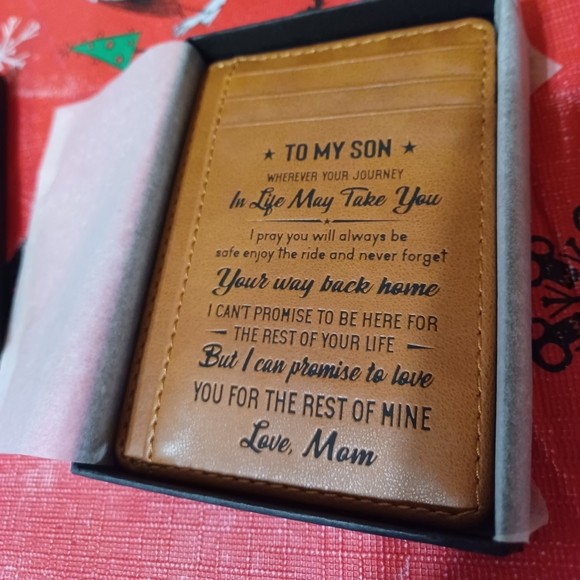 ★ TO MY SON ★
WHEREVER YOUR JOURNEY
In Life May Take You
I pray you will always be
safe enjoy the ride and never forget
Your way back home
I CAN'T PROMISE TO BE HERE FOR
THE REST OF YOUR LIFE
But I can promise to love
YOU FOR THE REST OF MINE
Love, Mom